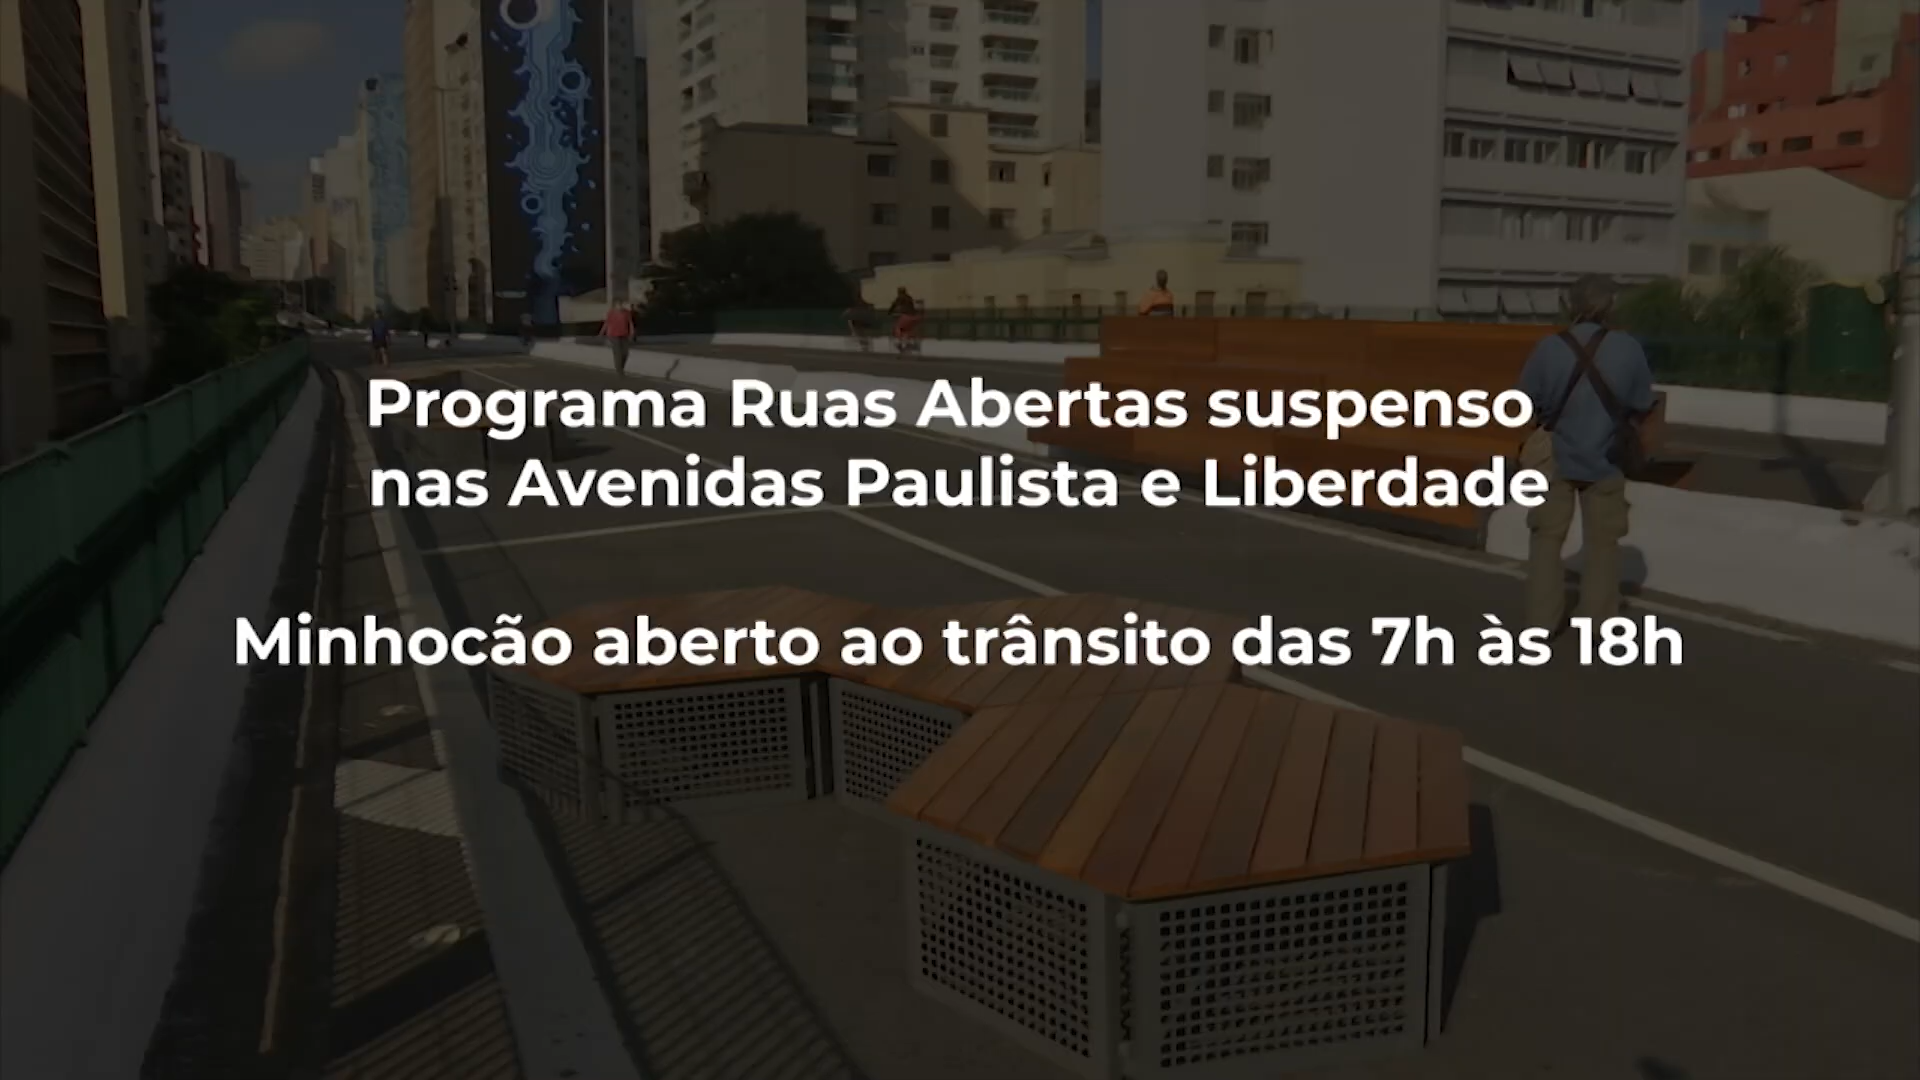 Programa Ruas Abertas suspenso
nas Avenidas Paulista e Liberdade
Minhocão aberto ao trânsito das 7h às 18h